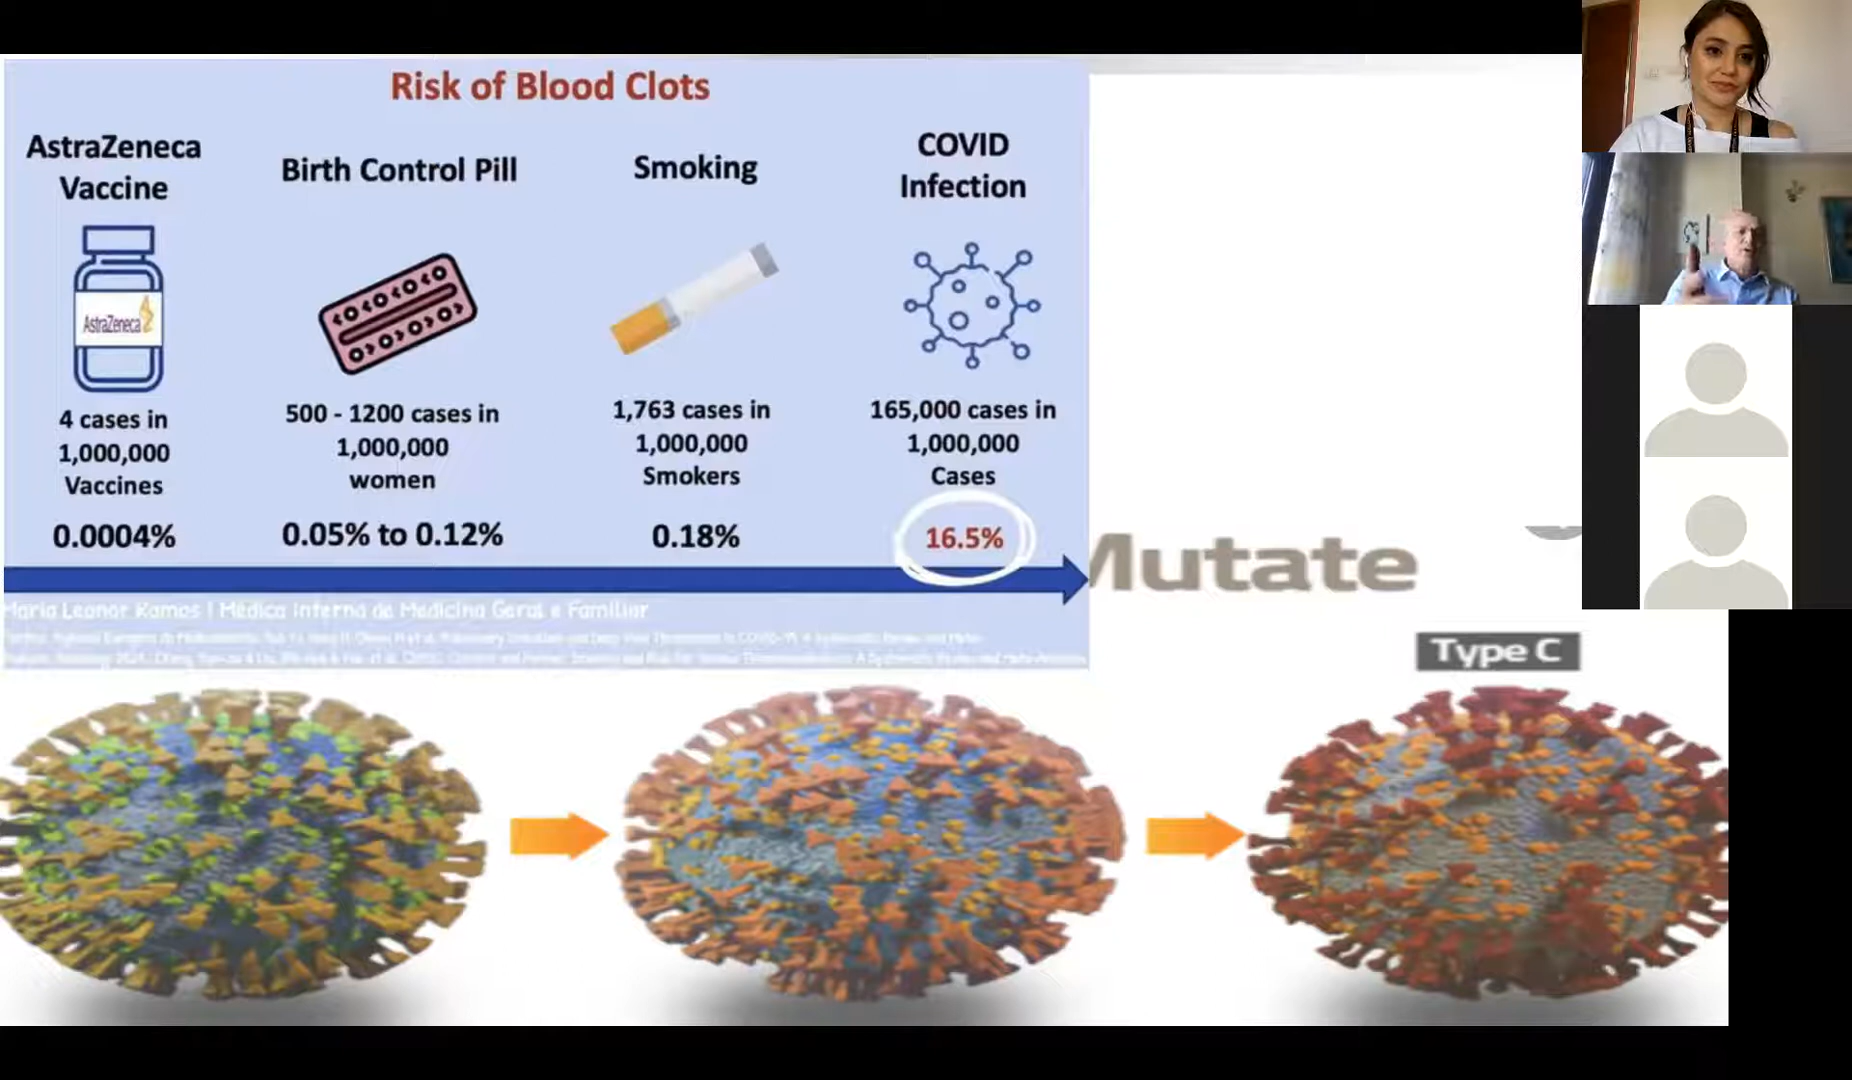 Risk of Blood Clots
AstraZeneca
Vaccine
Birth Control Pill
Smoking
COVID
Infection
AstraZeneca
4 cases in
1,000,000
Vaccines
0.0004%
500 - 1200 cases in
1,000,000
women
0.05% to 0.12%
1,763 cases in
1,000,000
Smokers
0.18%
165,000 cases in
1,000,000
Cases
16.5%
Mutate
Maria Leonor Ramos | Médica Interna de Medicina Geral e Familiar
Type C